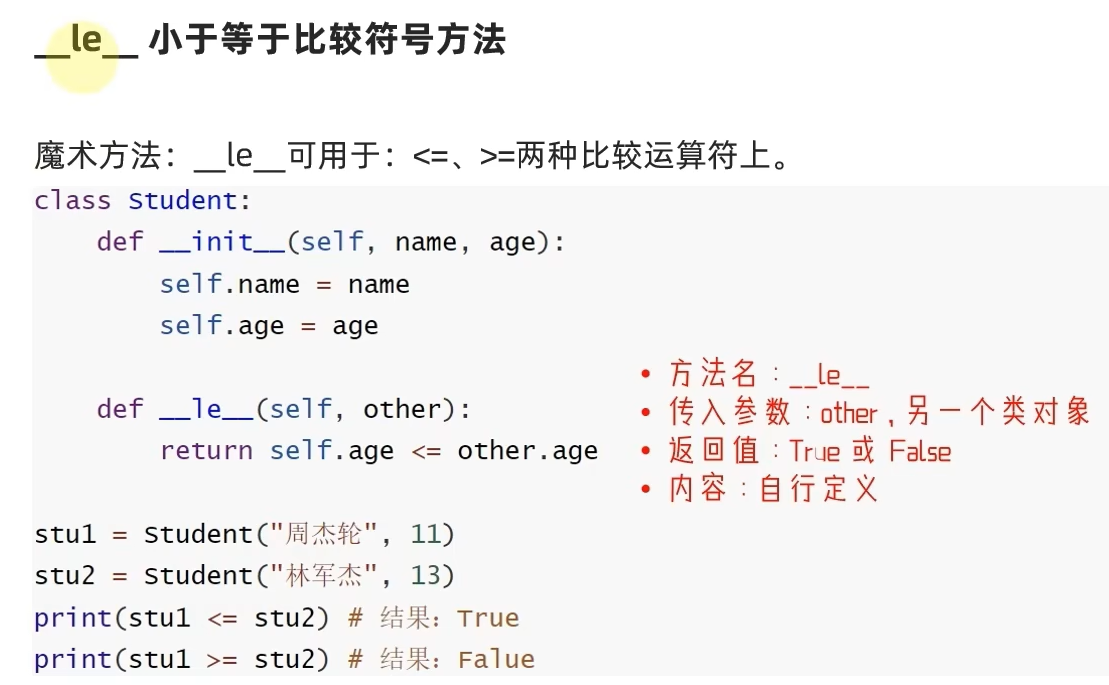 __le__ 小于等于比较符号方法
魔术方法：__le__可用于：<=、>=两种比较运算符上。
class Student:
    def __init__(self, name, age):
        self.name = name
        self.age = age
    def __le__(self, other):
        return self.age <= other.age
• 方法名：__le__
• 传入参数：other，另一个类对象
• 返回值：True 或 False
• 内容：自行定义
stu1 = Student("周杰轮", 11)
stu2 = Student("林军杰", 13)
print(stu1 <= stu2) # 结果：True
print(stu1 >= stu2) # 结果：Falue